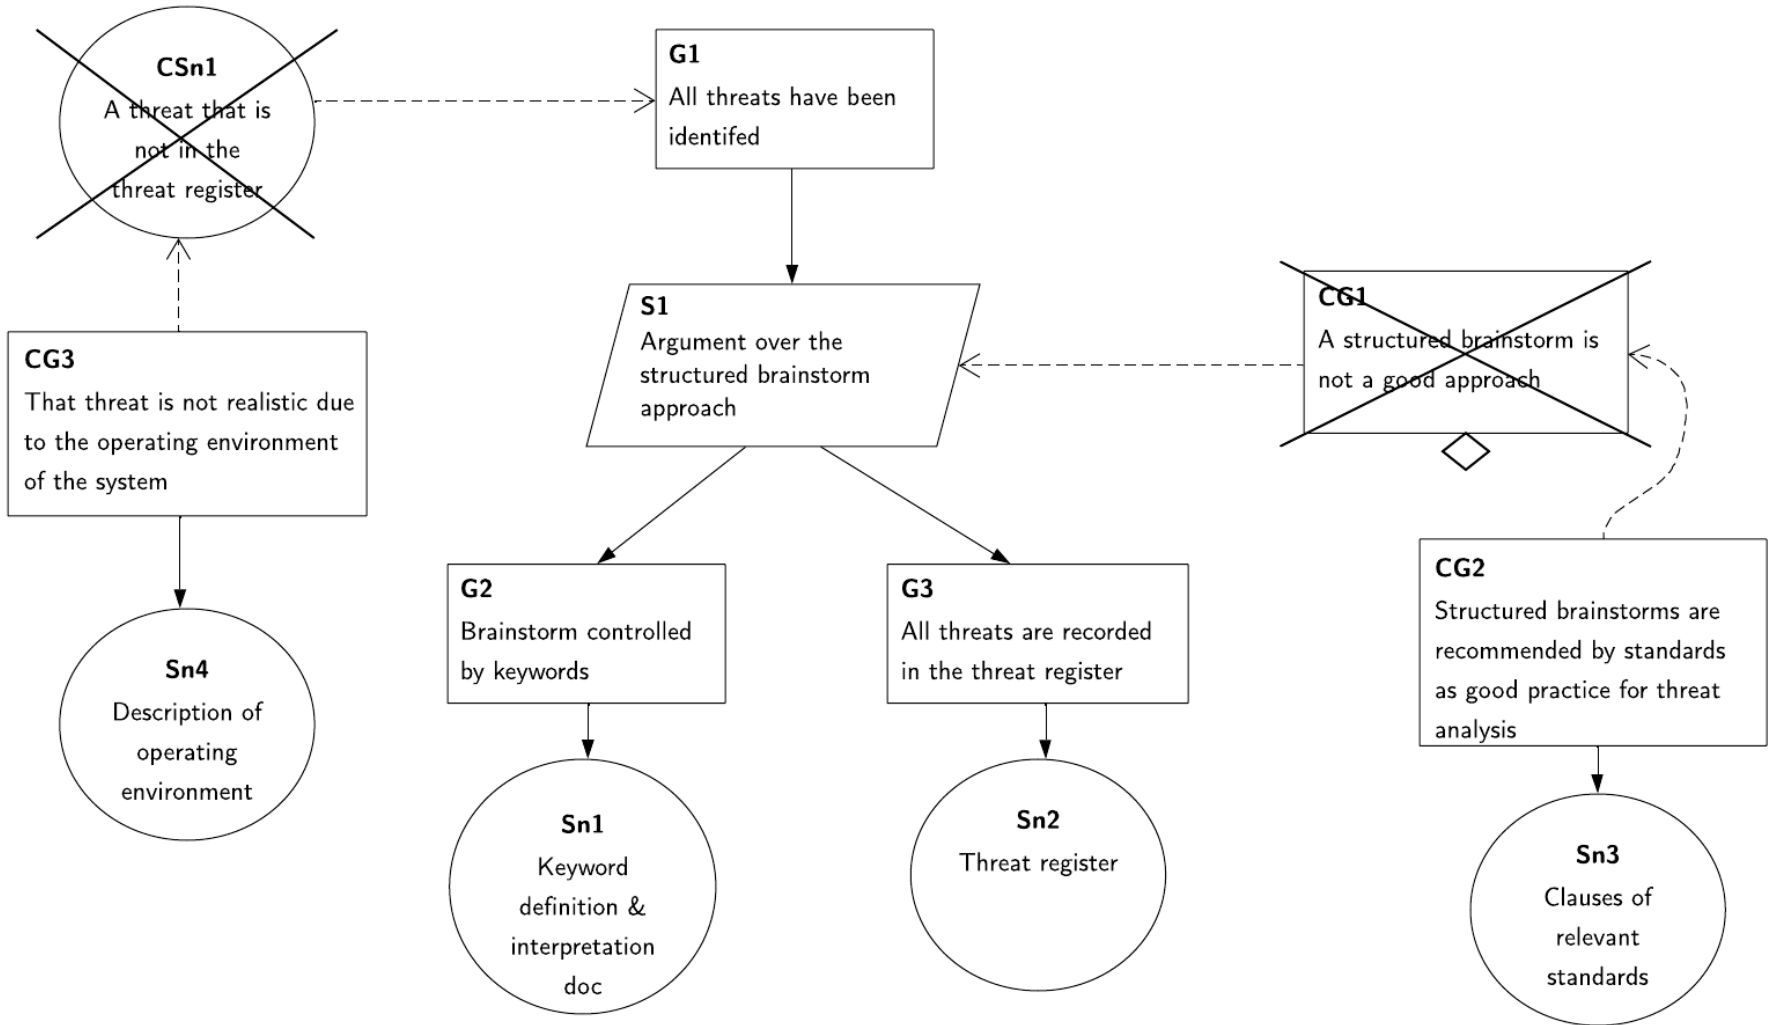 CSn1
A threat that is
not in the
threat register
G1
All threats have been
identifed
S1
Argument over the
structured brainstorm
approach
CG1
A structured brainstorm is
not a good approach
CG3
That threat is not realistic due
to the operating environment
of the system
G2
Brainstorm controlled
by keywords
G3
All threats are recorded
in the threat register
CG2
Structured brainstorms are
recommended by standards
as good practice for threat
analysis
Sn4
Description of
operating
environment
Sn1
Keyword
definition &
interpretation
doc
Sn2
Threat register
Sn3
Clauses of
relevant
standards